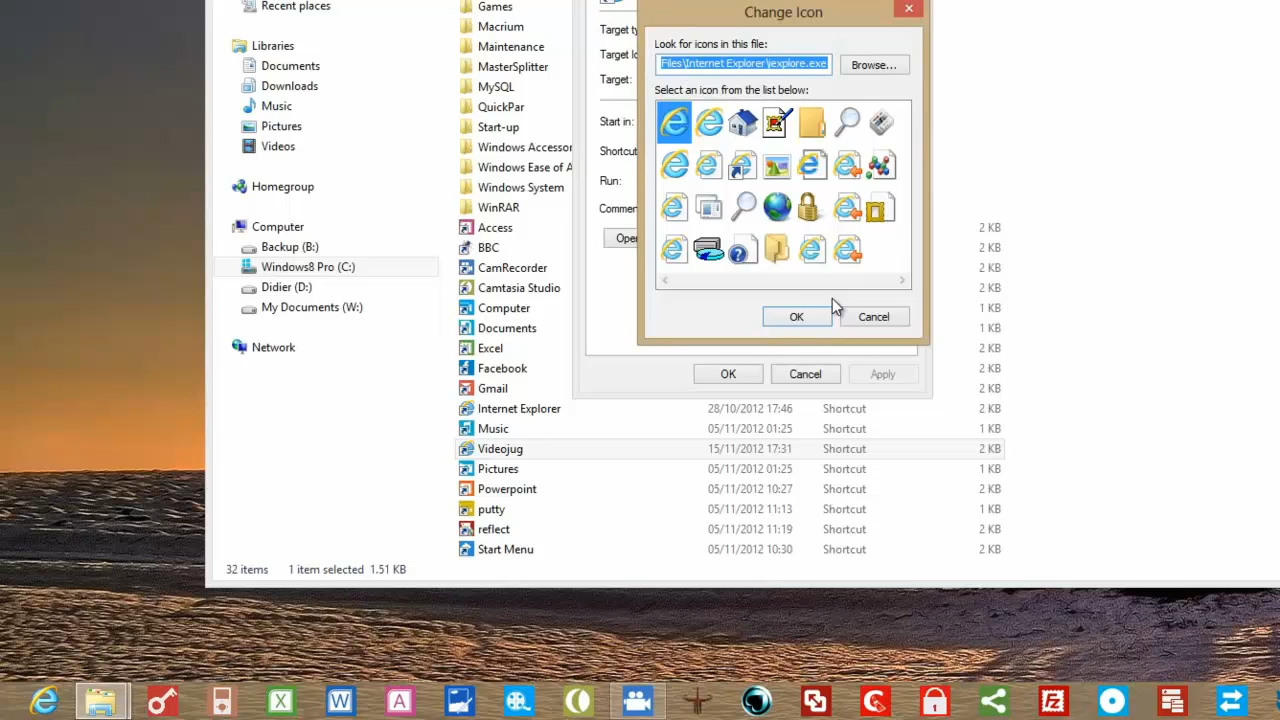 Recent places
Libraries
Documents
Downloads
Music
Pictures
Videos
Homegroup
Computer
Backup (B:)
Windows8 Pro (C:)
Didier (D:)
My Documents (W:)
Network
Games
Macrium
Maintenance
MasterSplitter
MySQL
QuickPar
Start-up
Windows Accessor
Windows Ease of A
Windows System
WinRAR
Access 2 KB
BBC 2 KB
CamRecorder 2 KB
Camtasia Studio 2 KB
Computer 1 KB
Documents 1 KB
Excel 2 KB
Facebook 2 KB
Gmail 2 KB
Internet Explorer 28/10/2012 17:46 Shortcut 2 KB
Music 05/11/2012 01:25 Shortcut 1 KB
Videojug 15/11/2012 17:31 Shortcut 2 KB
Pictures 05/11/2012 01:25 Shortcut 1 KB
Powerpoint 05/11/2012 10:27 Shortcut 2 KB
putty 05/11/2012 11:13 Shortcut 1 KB
reflect 05/11/2012 11:19 Shortcut 2 KB
Start Menu 05/11/2012 10:30 Shortcut 2 KB
32 items 1 item selected 1.51 KB
Target ty
Target lo
Target:
Start in:
Shortcut
Run:
Commer
Oper
OK Cancel Apply
Change Icon
Look for icons in this file:
Files\Internet Explorer\iexplore.exe Browse...
Select an icon from the list below:
OK Cancel